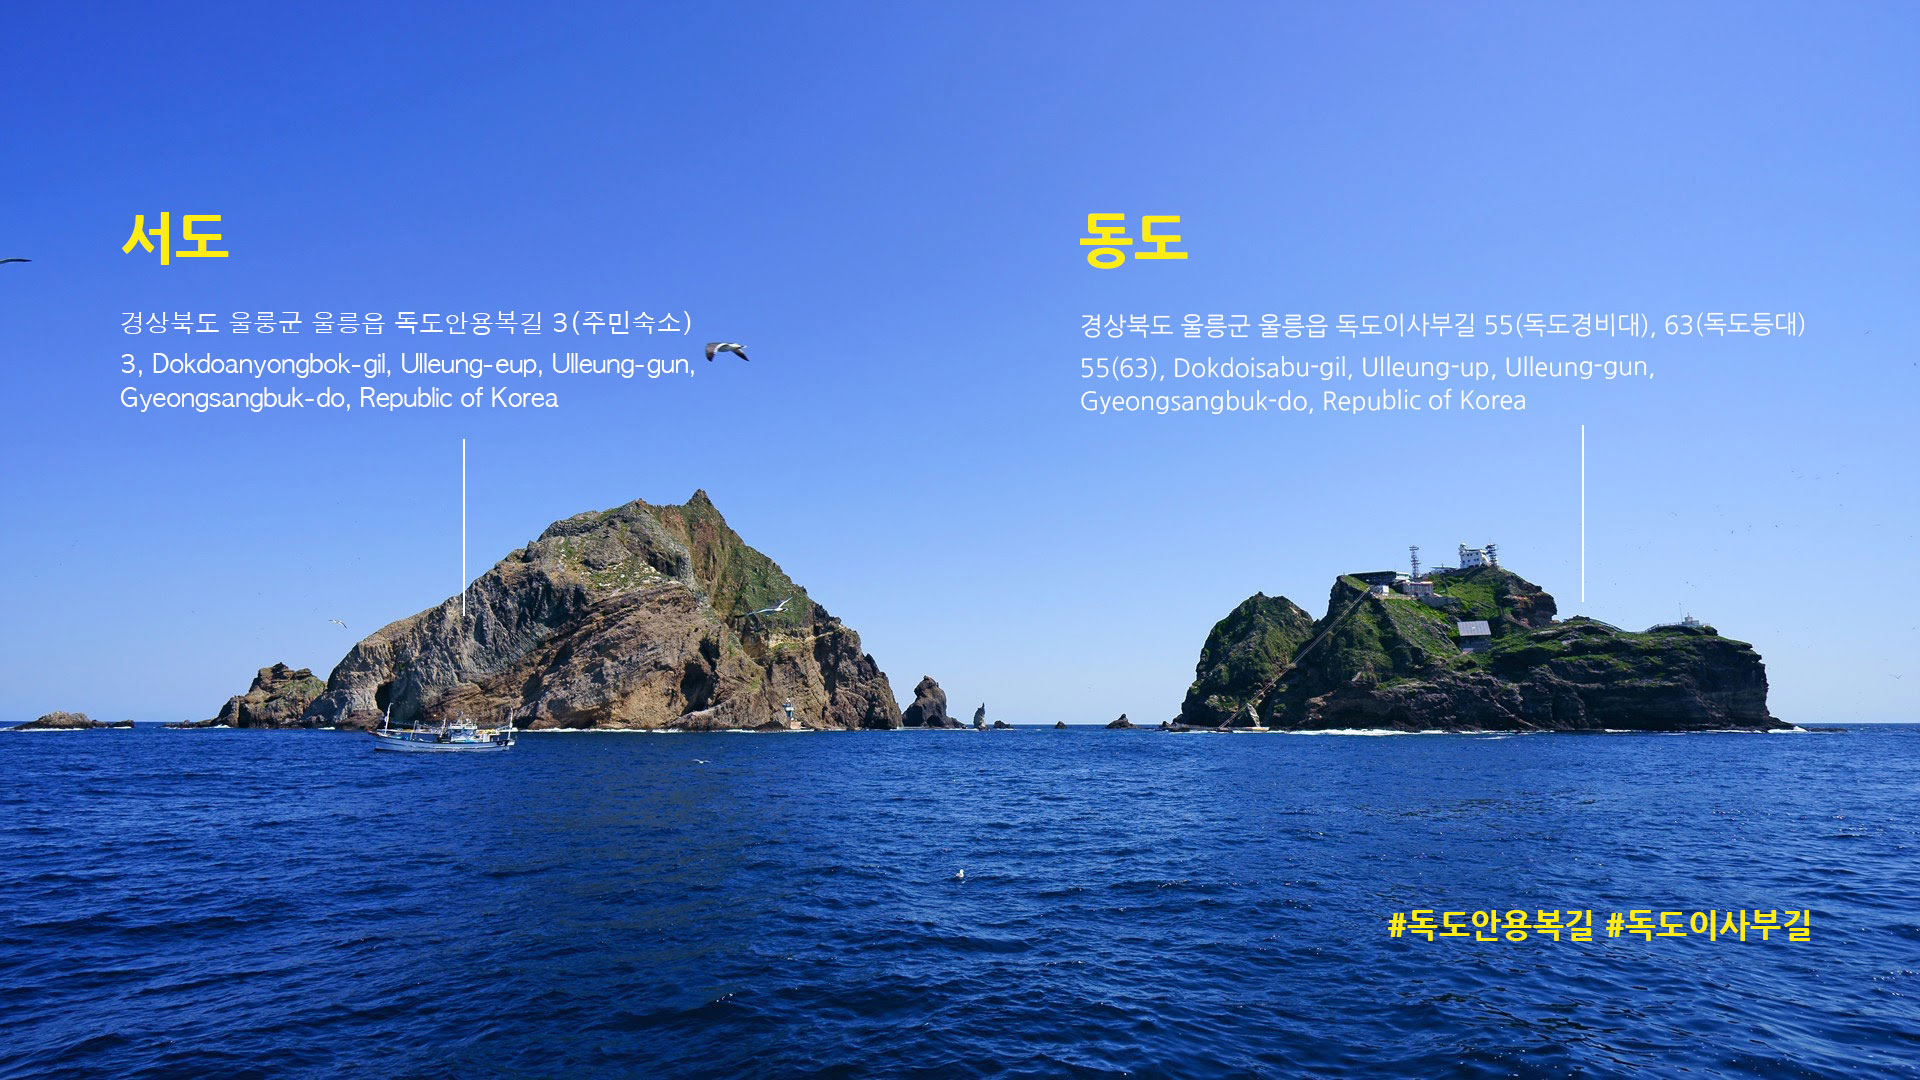 서도
경상북도 울릉군 울릉읍 독도안용복길 3(주민숙소)
3, Dokdoanyongbok-gil, Ulleung-eup, Ulleung-gun,
Gyeongsangbuk-do, Republic of Korea
동도
경상북도 울릉군 울릉읍 독도이사부길 55(독도경비대), 63(독도등대)
55(63), Dokdoisabu-gil, Ulleung-up, Ulleung-gun,
Gyeongsangbuk-do, Republic of Korea
#독도안용복길 #독도이사부길